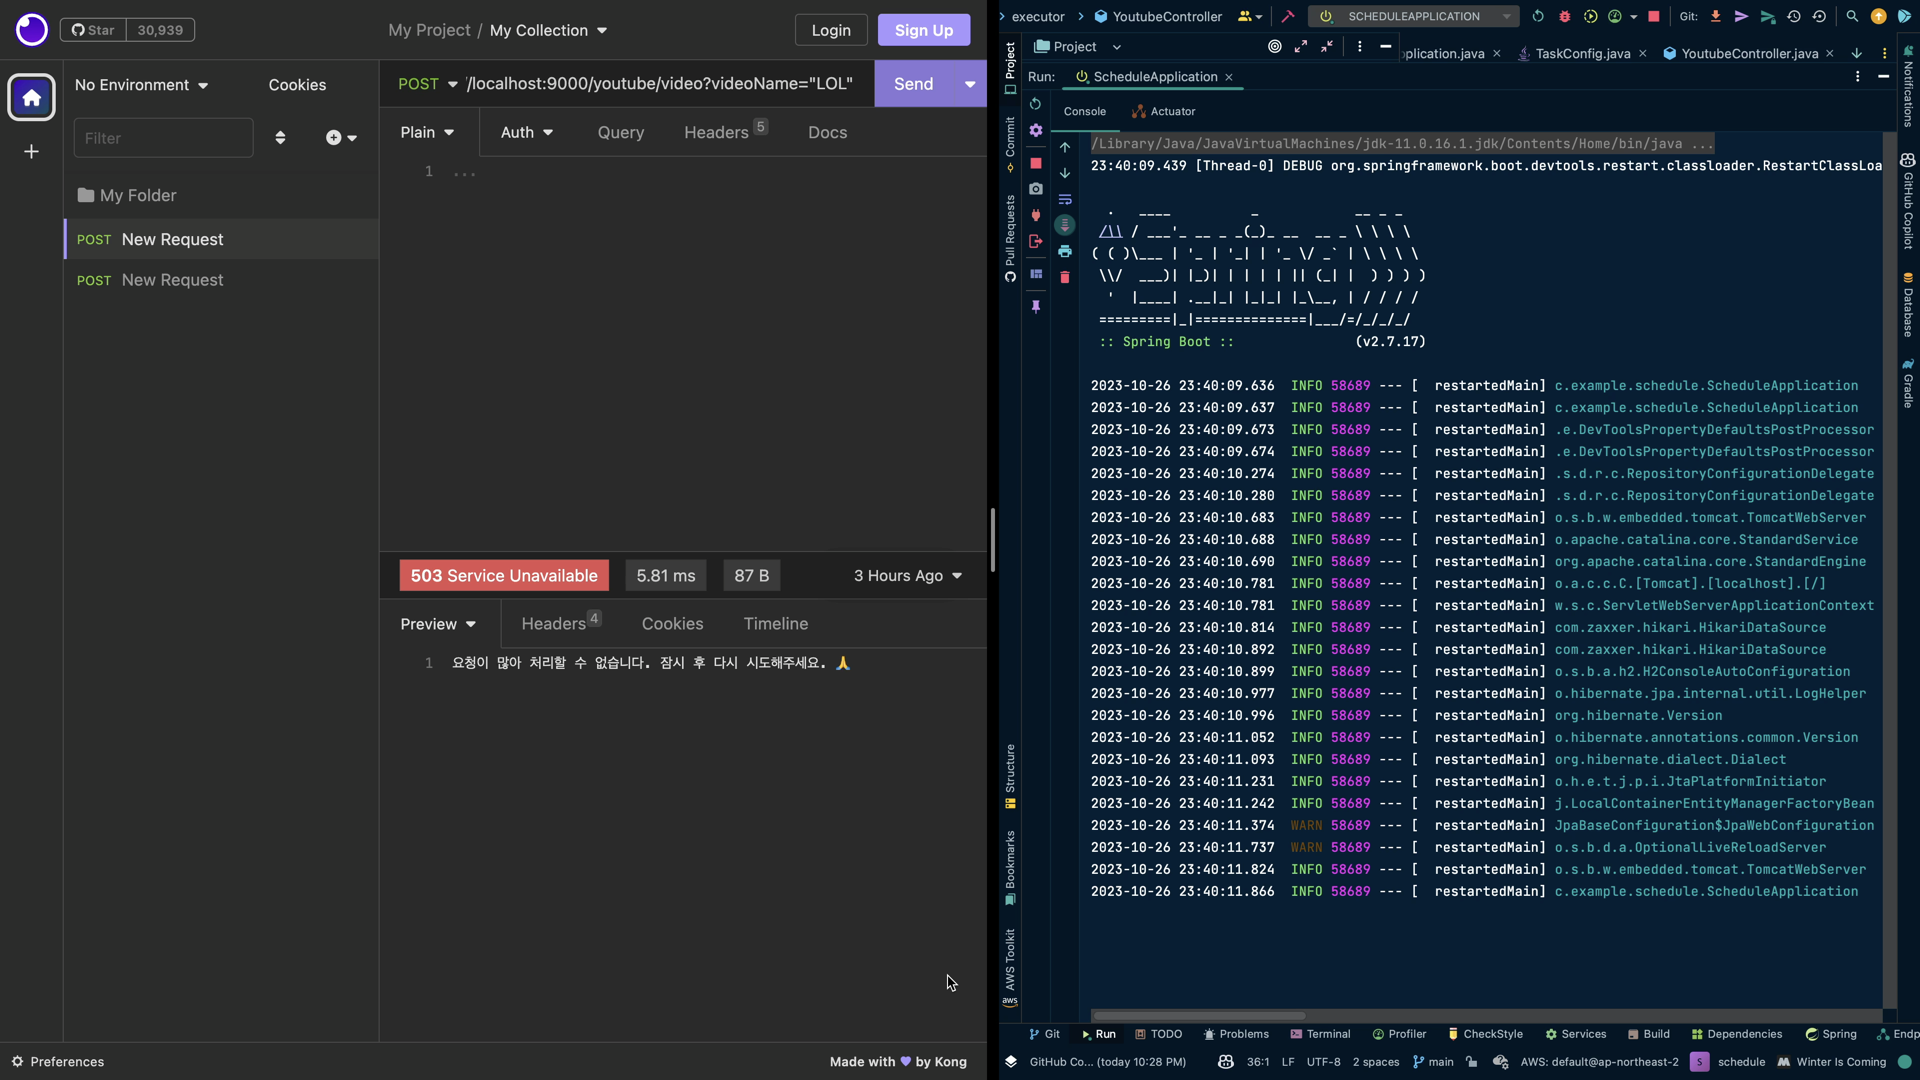 Star 30,939
My Project / My Collection
Login
Sign Up
No Environment
Cookies
Filter
My Folder
POST New Request
POST New Request
POST /localhost:9000/youtube/video?videoName="LOL"
Send
Plain
Auth
Query
Headers 5
Docs
1 ...
503 Service Unavailable
5.81 ms
87 B
3 Hours Ago
Preview
Headers 4
Cookies
Timeline
1 요청이 많아 처리할 수 없습니다. 잠시 후 다시 시도해주세요. 🙏
Preferences
Made with 💜 by Kong
executor > YoutubeController
SCHEDULEAPPLICATION
Git:
Project
plication.java
TaskConfig.java
YoutubeController.java
Run: ScheduleApplication
Console
Actuator
Project
Commit
Pull Requests
Structure
Bookmarks
AWS Toolkit
aws
/Library/Java/JavaVirtualMachines/jdk-11.0.16.1.jdk/Contents/Home/bin/java ...
23:40:09.439 [Thread-0] DEBUG org.springframework.boot.devtools.restart.classloader.RestartClassLoa
:: Spring Boot :: (v2.7.17)
2023-10-26 23:40:09.636 INFO 58689 --- [ restartedMain] c.example.schedule.ScheduleApplication
2023-10-26 23:40:09.637 INFO 58689 --- [ restartedMain] c.example.schedule.ScheduleApplication
2023-10-26 23:40:09.673 INFO 58689 --- [ restartedMain] .e.DevToolsPropertyDefaultsPostProcessor
2023-10-26 23:40:09.674 INFO 58689 --- [ restartedMain] .e.DevToolsPropertyDefaultsPostProcessor
2023-10-26 23:40:10.274 INFO 58689 --- [ restartedMain] .s.d.r.c.RepositoryConfigurationDelegate
2023-10-26 23:40:10.280 INFO 58689 --- [ restartedMain] .s.d.r.c.RepositoryConfigurationDelegate
2023-10-26 23:40:10.683 INFO 58689 --- [ restartedMain] o.s.b.w.embedded.tomcat.TomcatWebServer
2023-10-26 23:40:10.688 INFO 58689 --- [ restartedMain] o.apache.catalina.core.StandardService
2023-10-26 23:40:10.690 INFO 58689 --- [ restartedMain] org.apache.catalina.core.StandardEngine
2023-10-26 23:40:10.781 INFO 58689 --- [ restartedMain] o.a.c.c.C.[Tomcat].[localhost].[/]
2023-10-26 23:40:10.781 INFO 58689 --- [ restartedMain] w.s.c.ServletWebServerApplicationContext
2023-10-26 23:40:10.814 INFO 58689 --- [ restartedMain] com.zaxxer.hikari.HikariDataSource
2023-10-26 23:40:10.892 INFO 58689 --- [ restartedMain] com.zaxxer.hikari.HikariDataSource
2023-10-26 23:40:10.899 INFO 58689 --- [ restartedMain] o.s.b.a.h2.H2ConsoleAutoConfiguration
2023-10-26 23:40:10.977 INFO 58689 --- [ restartedMain] o.hibernate.jpa.internal.util.LogHelper
2023-10-26 23:40:10.996 INFO 58689 --- [ restartedMain] org.hibernate.Version
2023-10-26 23:40:11.052 INFO 58689 --- [ restartedMain] o.hibernate.annotations.common.Version
2023-10-26 23:40:11.093 INFO 58689 --- [ restartedMain] org.hibernate.dialect.Dialect
2023-10-26 23:40:11.231 INFO 58689 --- [ restartedMain] o.h.e.t.j.p.i.JtaPlatformInitiator
2023-10-26 23:40:11.242 INFO 58689 --- [ restartedMain] j.LocalContainerEntityManagerFactoryBean
2023-10-26 23:40:11.374 WARN 58689 --- [ restartedMain] JpaBaseConfiguration$JpaWebConfiguration
2023-10-26 23:40:11.737 WARN 58689 --- [ restartedMain] o.s.b.d.a.OptionalLiveReloadServer
2023-10-26 23:40:11.824 INFO 58689 --- [ restartedMain] o.s.b.w.embedded.tomcat.TomcatWebServer
2023-10-26 23:40:11.866 INFO 58689 --- [ restartedMain] c.example.schedule.ScheduleApplication
Notifications
GitHub Copilot
Database
Gradle
Git
Run
TODO
Problems
Terminal
Profiler
CheckStyle
Services
Build
Dependencies
Spring
Endp
GitHub Co... (today 10:28 PM)
36:1
LF
UTF-8
2 spaces
main
AWS: default@ap-northeast-2
S schedule
Winter Is Coming